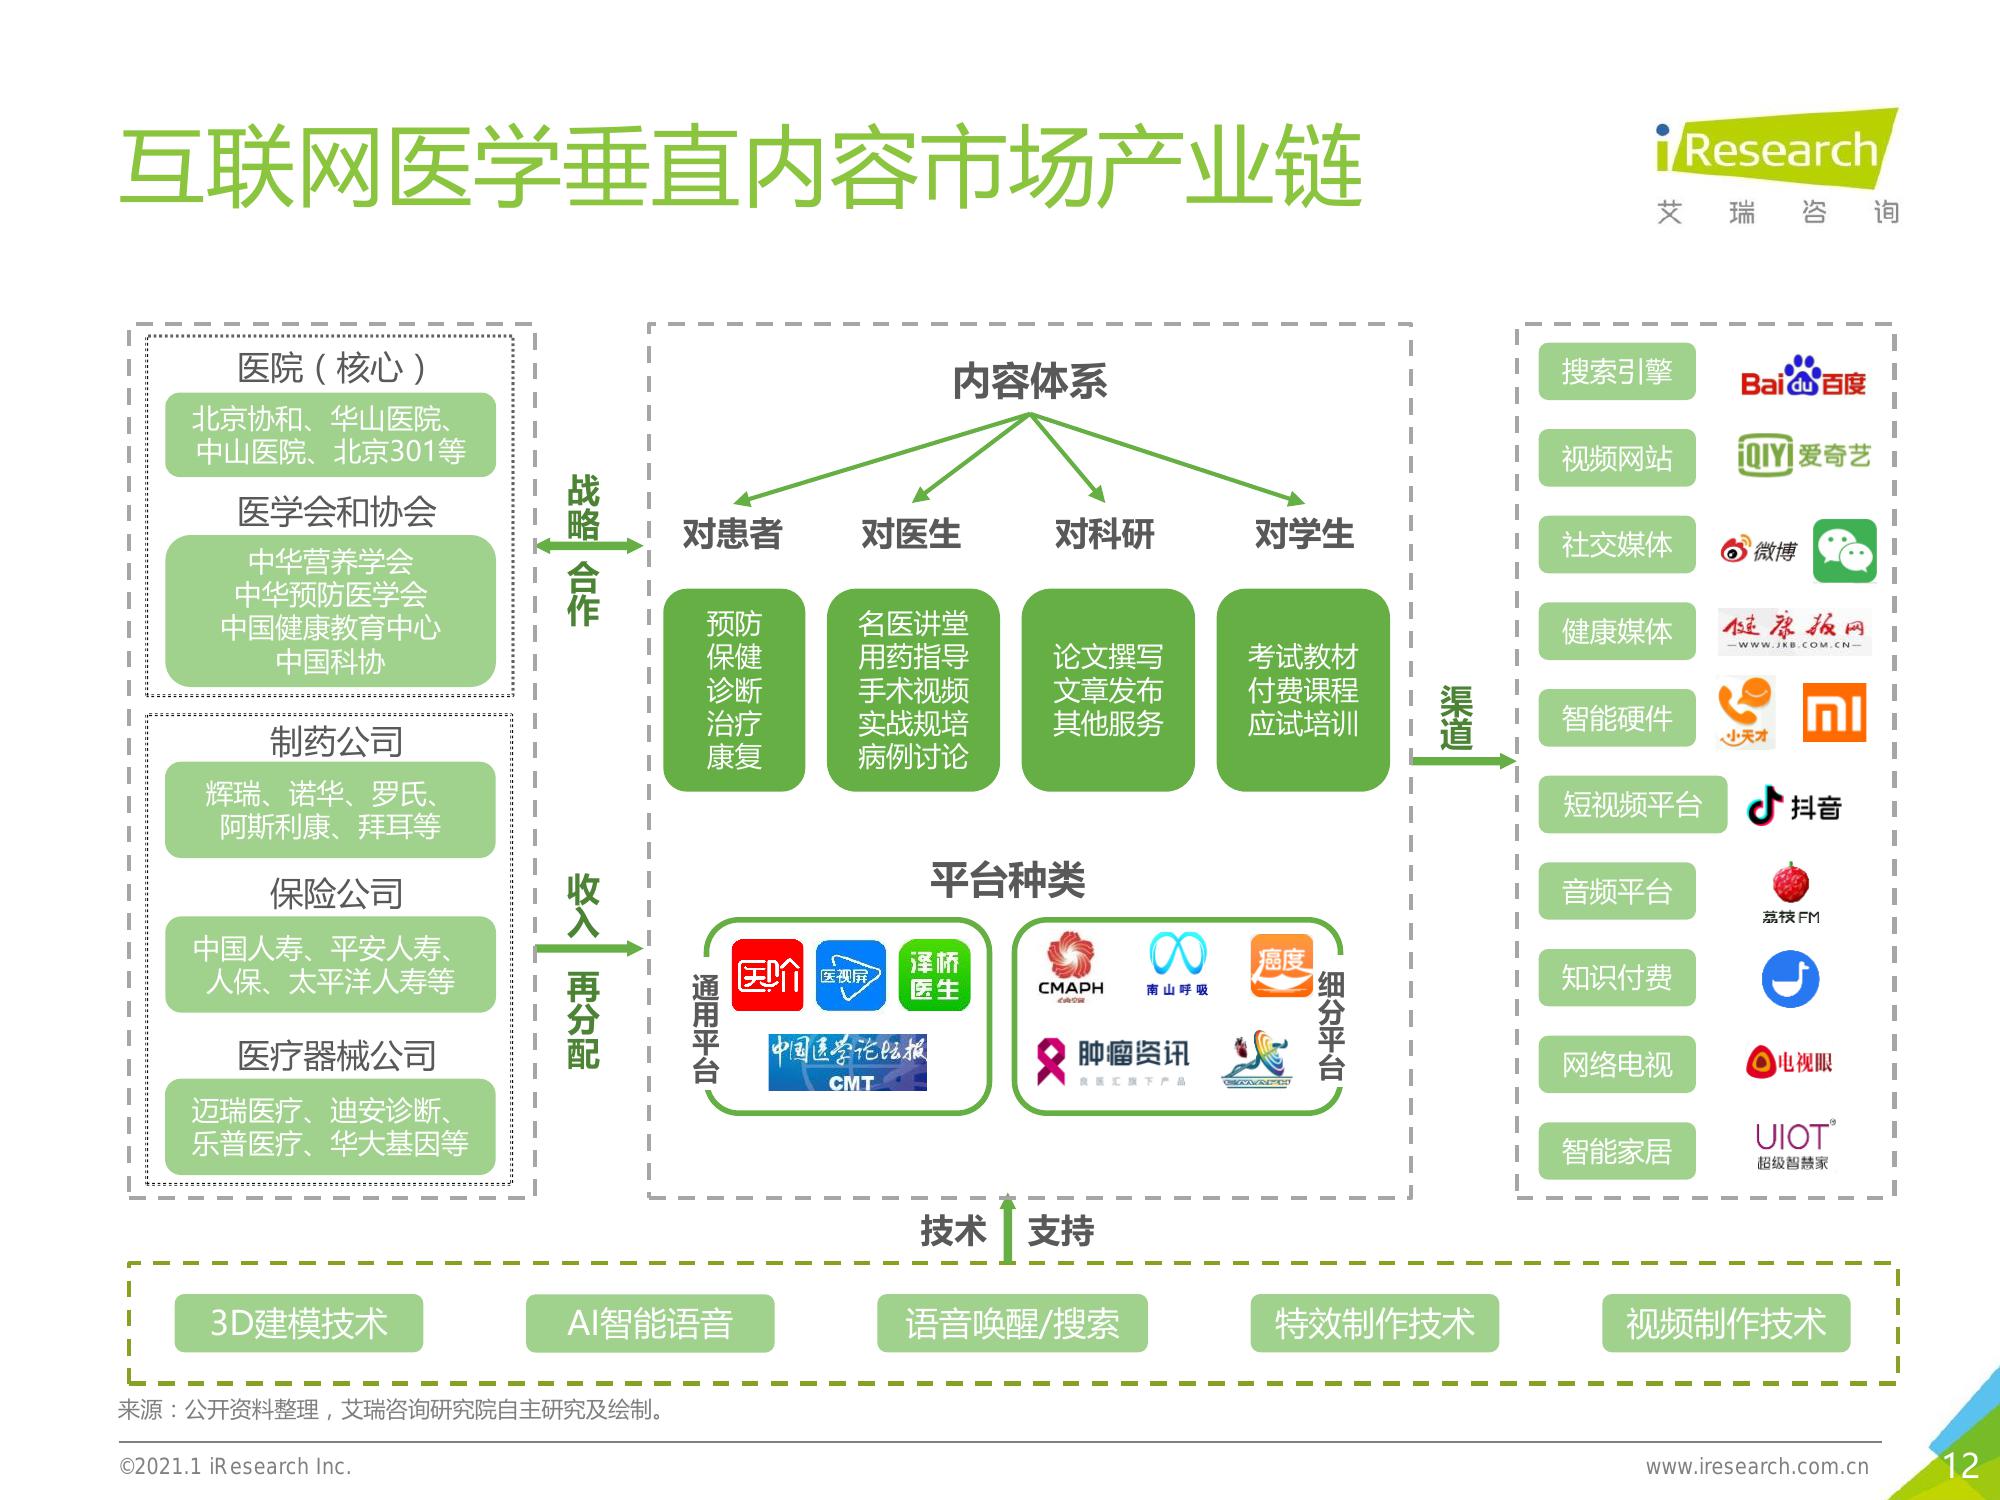 互联网医学垂直内容市场产业链
iResearch
艾瑞咨询
医院（核心）
北京协和、华山医院、
中山医院、北京301等
医学会和协会
中华营养学会
中华预防医学会
中国健康教育中心
中国科协
制药公司
辉瑞、诺华、罗氏、
阿斯利康、拜耳等
保险公司
中国人寿、平安人寿、
人保、太平洋人寿等
医疗器械公司
迈瑞医疗、迪安诊断、
乐普医疗、华大基因等
战略
合作
收入
再分配
内容体系
对患者
对医生
对科研
对学生
预防
保健
诊断
治疗
康复
名医讲堂
用药指导
手术视频
实战规培
病例讨论
论文撰写
文章发布
其他服务
考试教材
付费课程
应试培训
平台种类
通用平台
医阶
医视屏
泽桥
医生
中国医学论坛报
CMT
CMAPH
南山呼吸
癌度
肿瘤资讯
良医汇旗下产品
CMAPH
细分平台
渠道
搜索引擎
Bai du 百度
视频网站
iQIYI 爱奇艺
社交媒体
微博
健康媒体
健康报网
—WWW.JKB.COM.CN—
智能硬件
小天才
mi
短视频平台
抖音
音频平台
荔枝FM
知识付费
网络电视
电视眼
智能家居
UIOT®
超级智慧家
技术 支持
3D建模技术
AI智能语音
语音唤醒/搜索
特效制作技术
视频制作技术
来源：公开资料整理，艾瑞咨询研究院自主研究及绘制。
©2021.1 iResearch Inc.
www.iresearch.com.cn
12